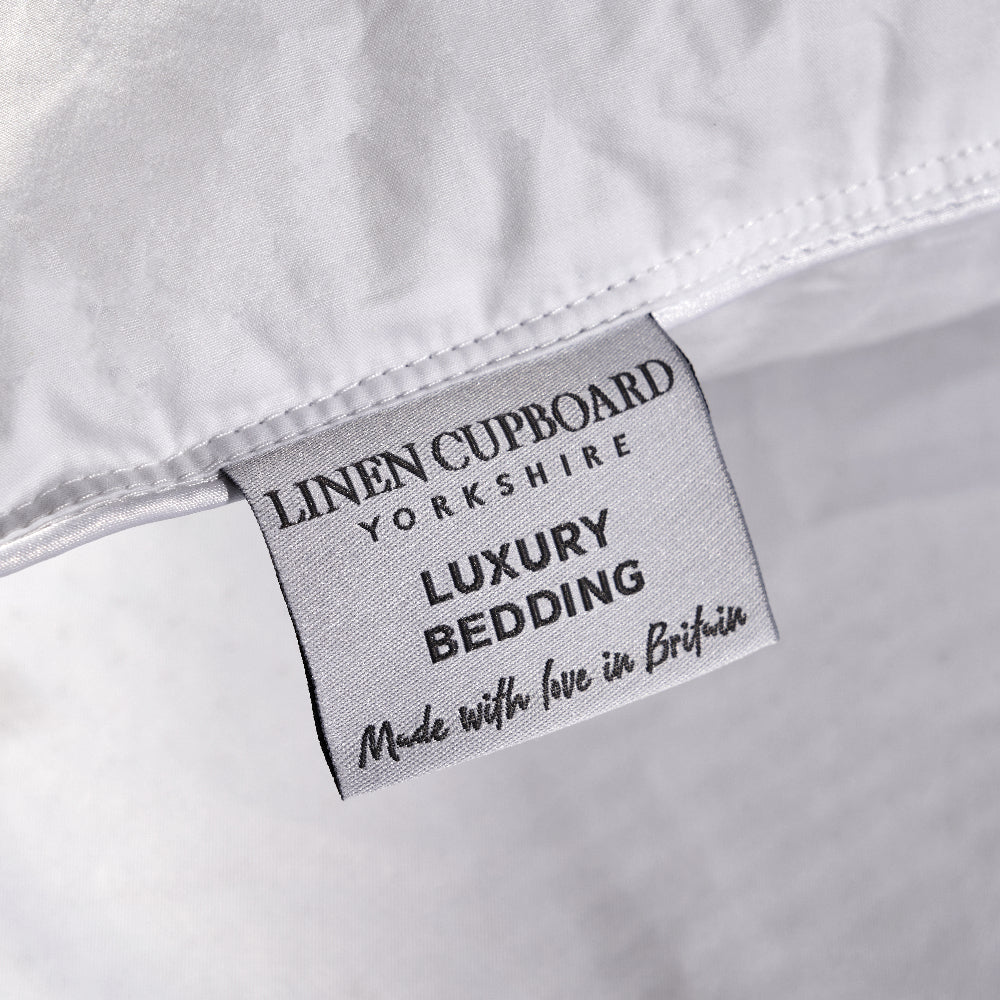 LINEN CUPBOARD
YORKSHIRE
LUXURY
BEDDING
Made with love in Britain